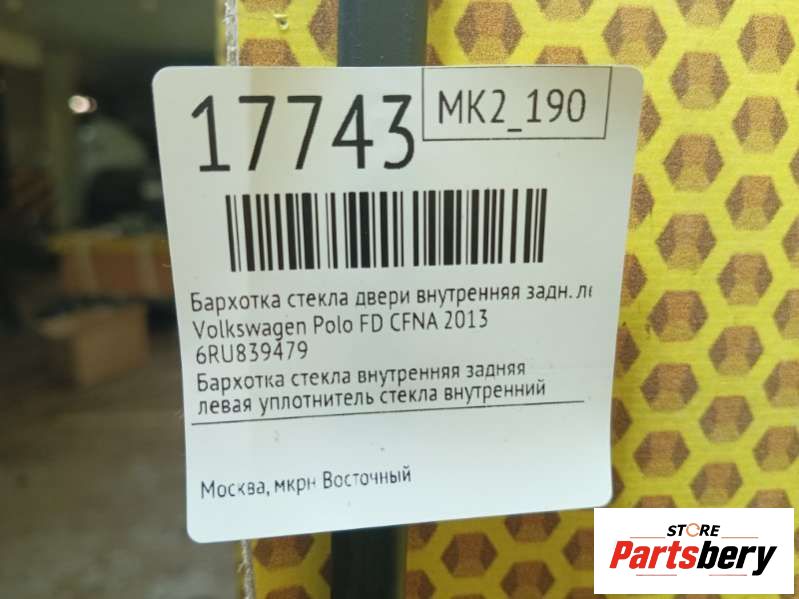 17743
MK2_190
Бархотка стекла двери внутренняя задн.
Volkswagen Polo FD CFNA 2013
6RU839479
Бархотка стекла внутренняя задняя
левая уплотнитель стекла внутренний
Москва, мкрн Восточный
STORE
Partsbery